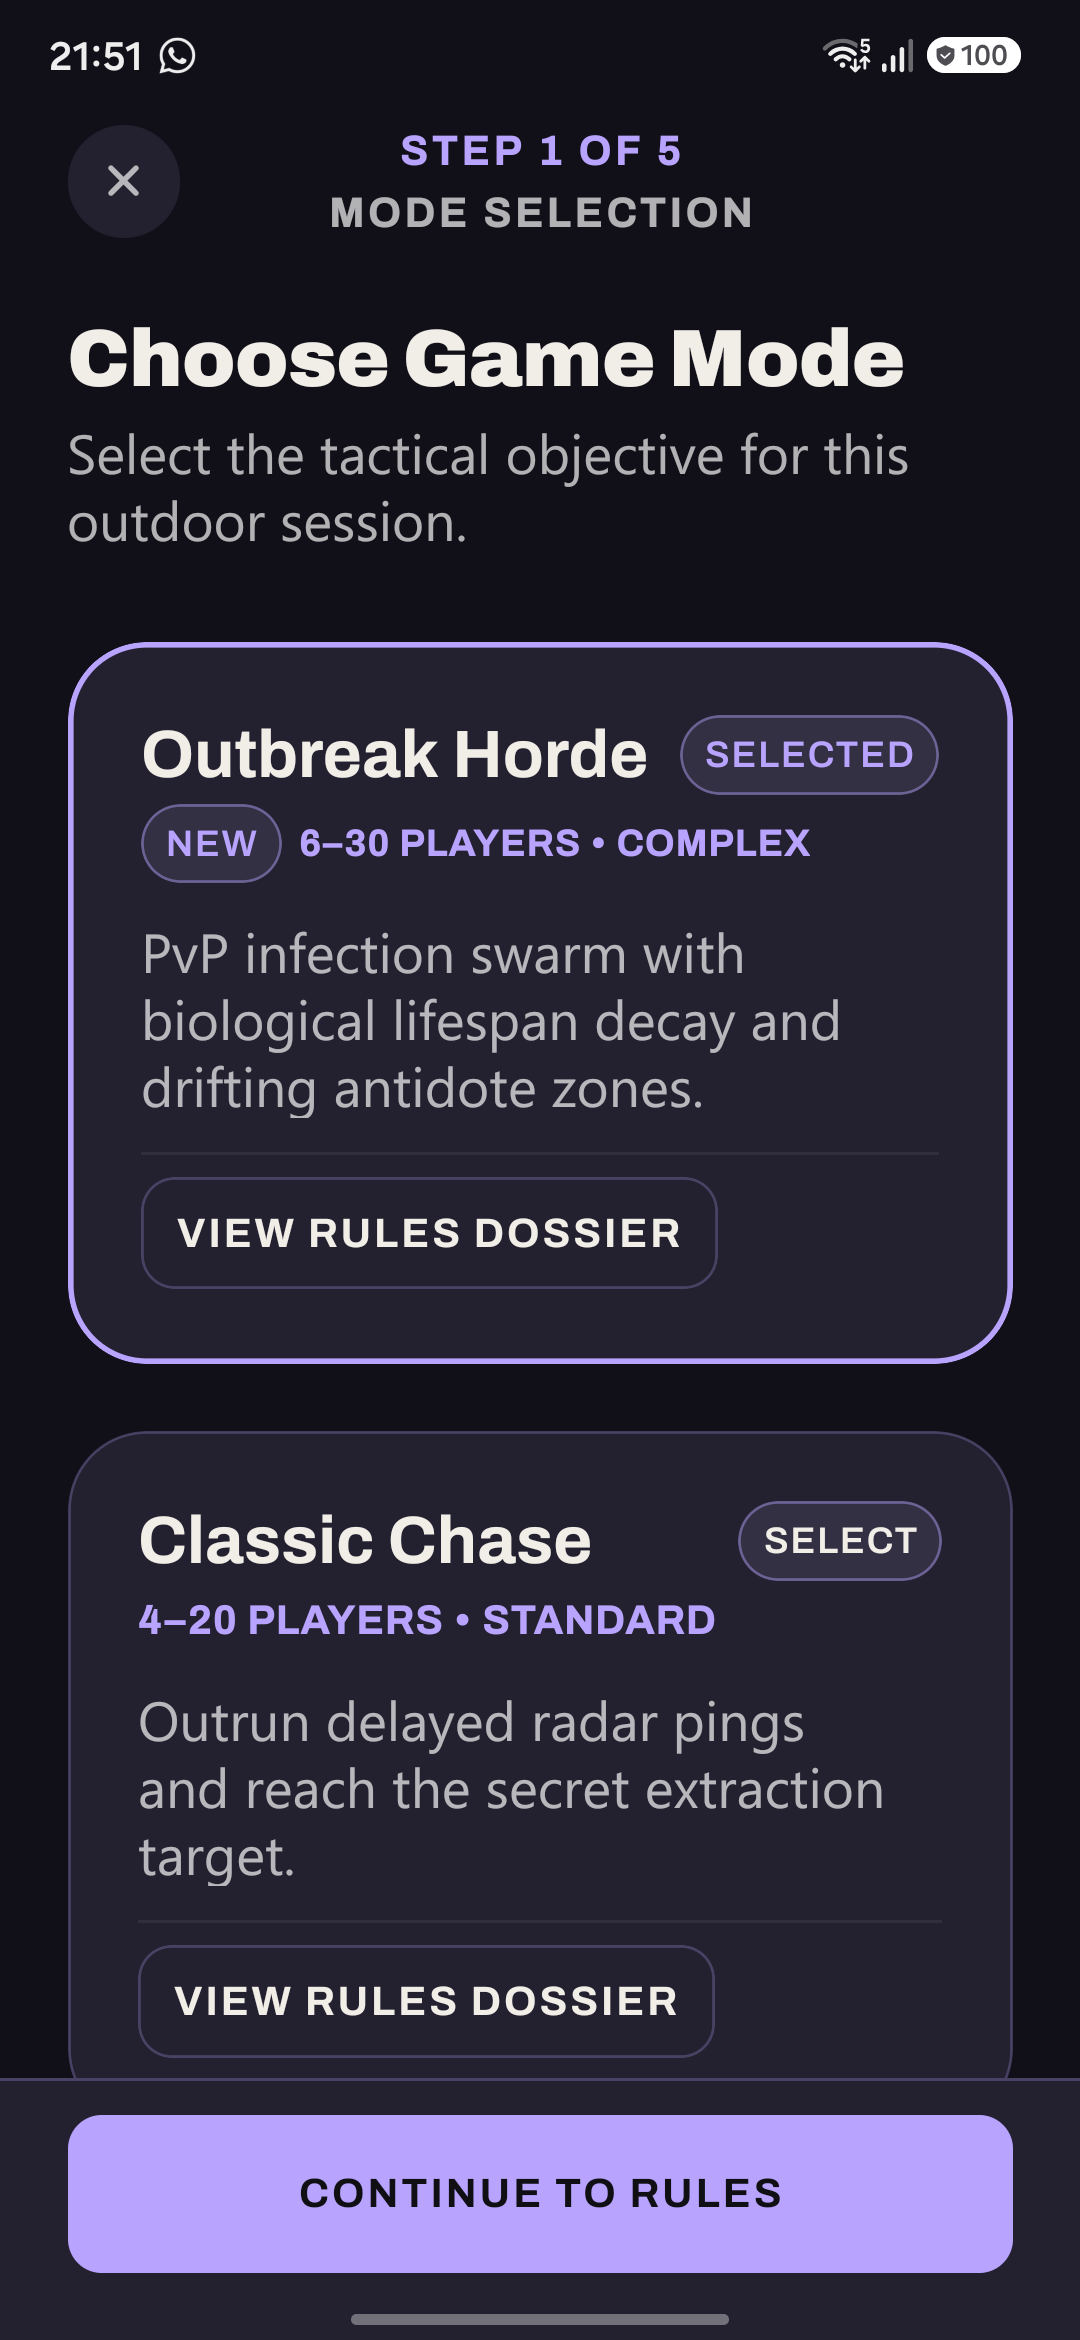 21:51
5
100
STEP 1 OF 5
MODE SELECTION
Choose Game Mode
Select the tactical objective for this
outdoor session.
Outbreak Horde SELECTED
NEW 6–30 PLAYERS • COMPLEX
PvP infection swarm with
biological lifespan decay and
drifting antidote zones.
VIEW RULES DOSSIER
Classic Chase SELECT
4–20 PLAYERS • STANDARD
Outrun delayed radar pings
and reach the secret extraction
target.
VIEW RULES DOSSIER
CONTINUE TO RULES